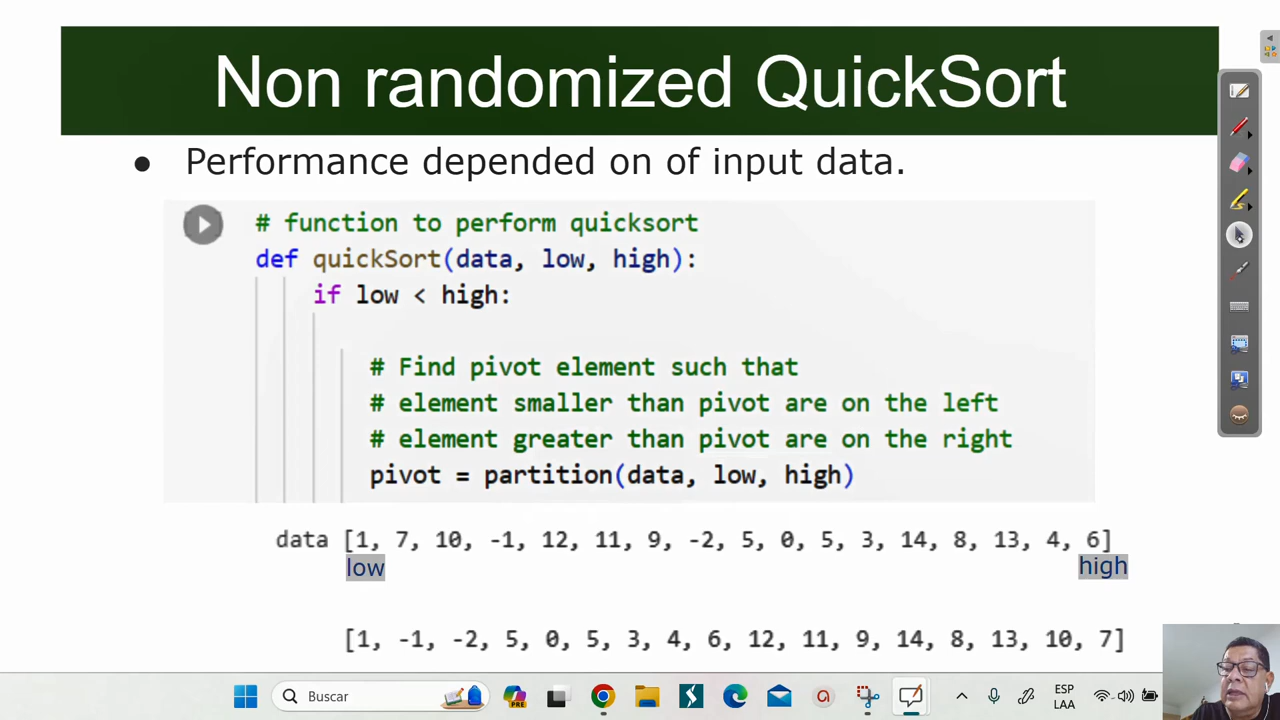 Non randomized QuickSort
● Performance depended on of input data.
# function to perform quicksort
def quickSort(data, low, high):
if low < high:
# Find pivot element such that
# element smaller than pivot are on the left
# element greater than pivot are on the right
pivot = partition(data, low, high)
data [1, 7, 10, -1, 12, 11, 9, -2, 5, 0, 5, 3, 14, 8, 13, 4, 6]
low high
[1, -1, -2, 5, 0, 5, 3, 4, 6, 12, 11, 9, 14, 8, 13, 10, 7]
Buscar
PRE
ESP
LAA